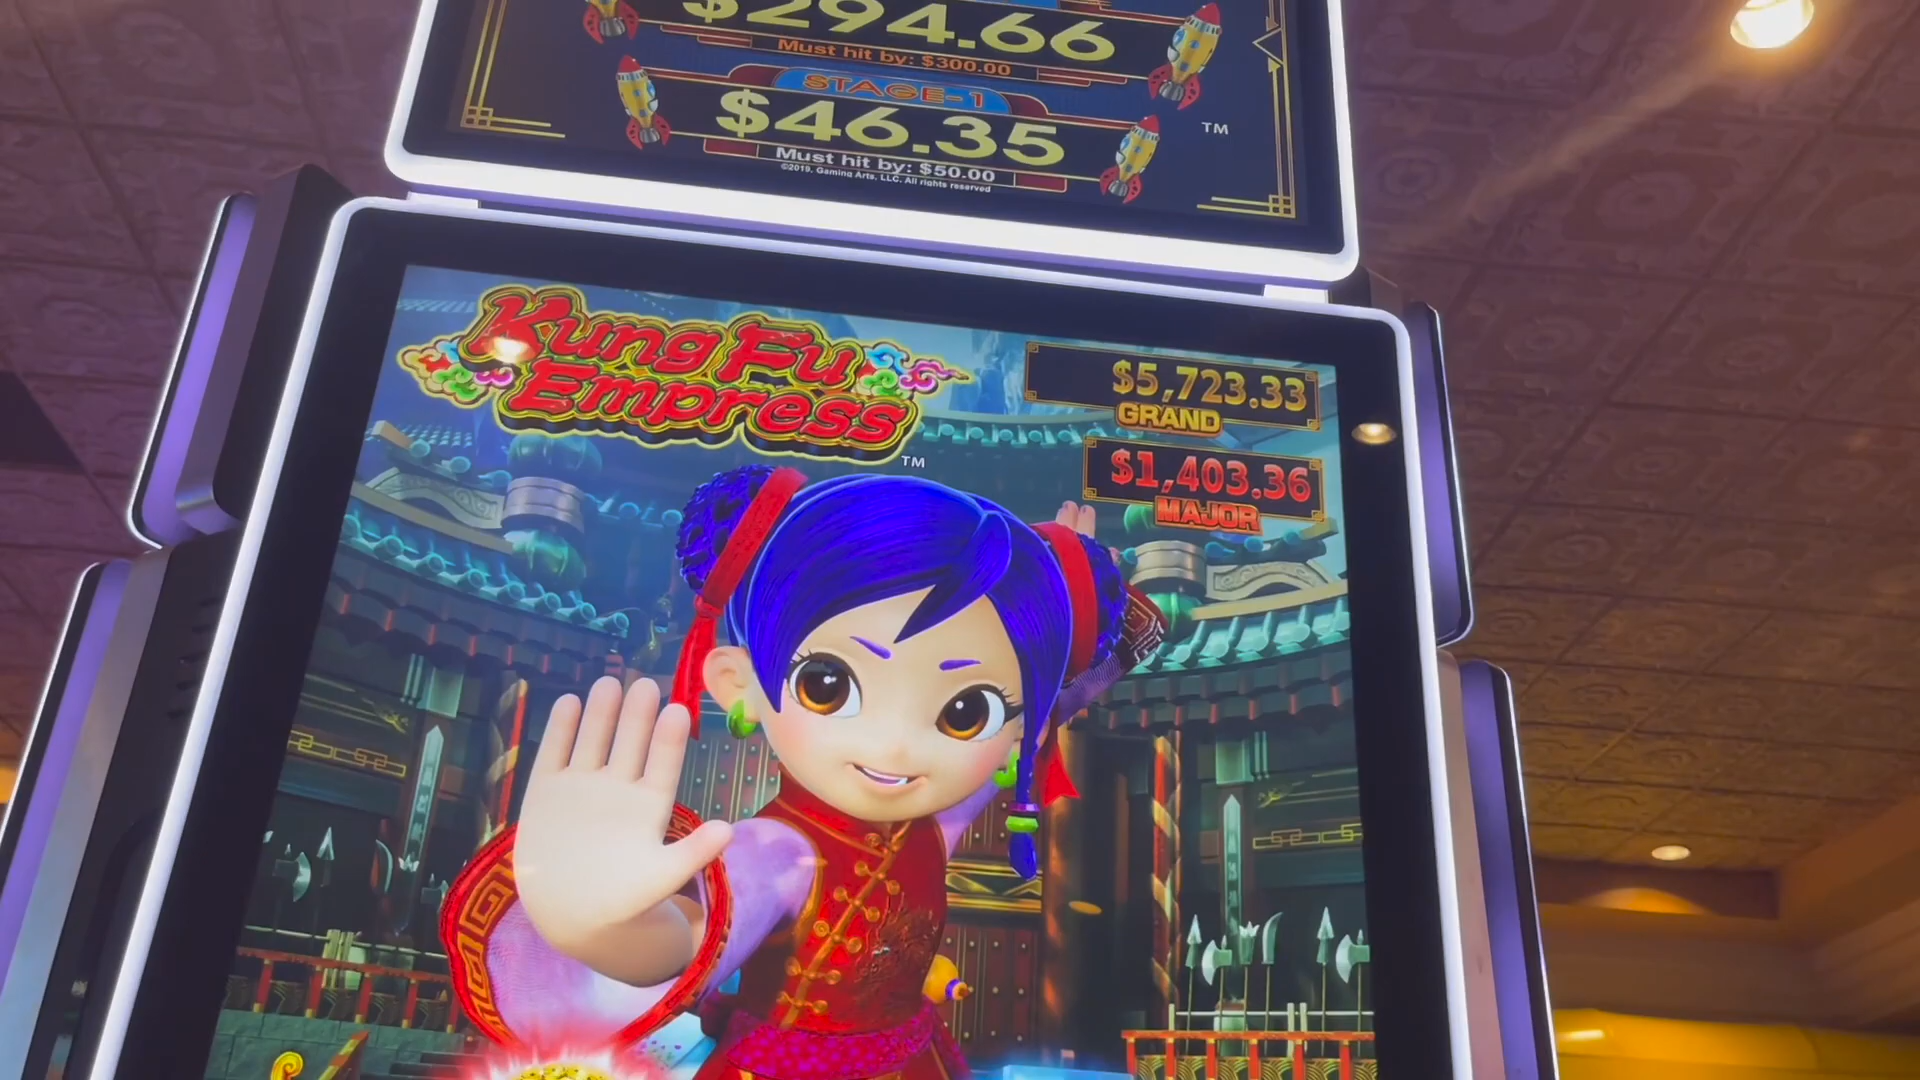 $294.66
Must hit by: $300.00
STAGE-1
$46.35
Must hit by: $50.00
©2019, Gaming Arts, LLC. All rights reserved
TM
Kung Fu
Empress
TM
$5,723.33
GRAND
$1,403.36
MAJOR